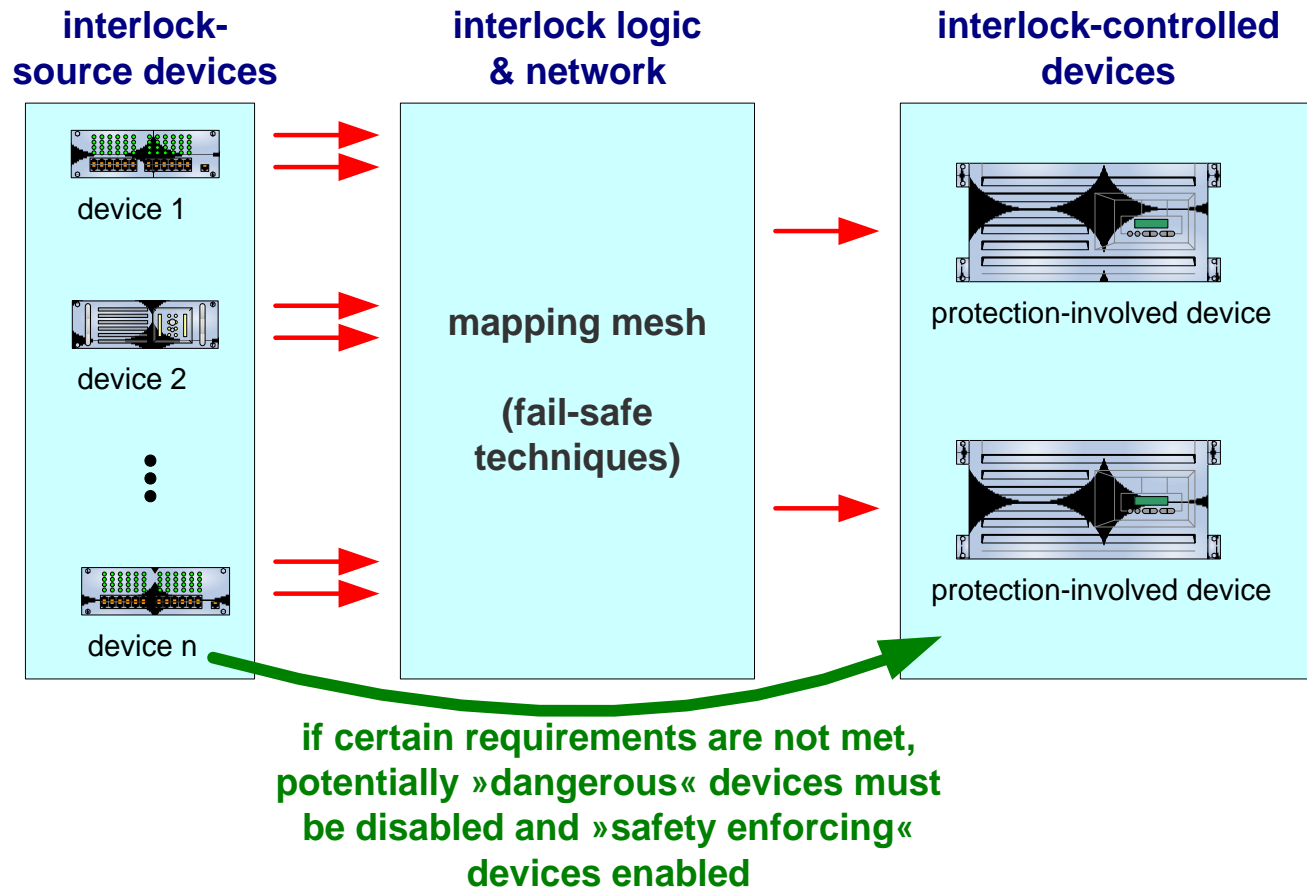 interlock-
source devices
interlock logic
& network
interlock-controlled
devices
device 1
device 2
device n
mapping mesh
(fail-safe
techniques)
protection-involved device
protection-involved device
if certain requirements are not met,
potentially »dangerous« devices must
be disabled and »safety enforcing«
devices enabled